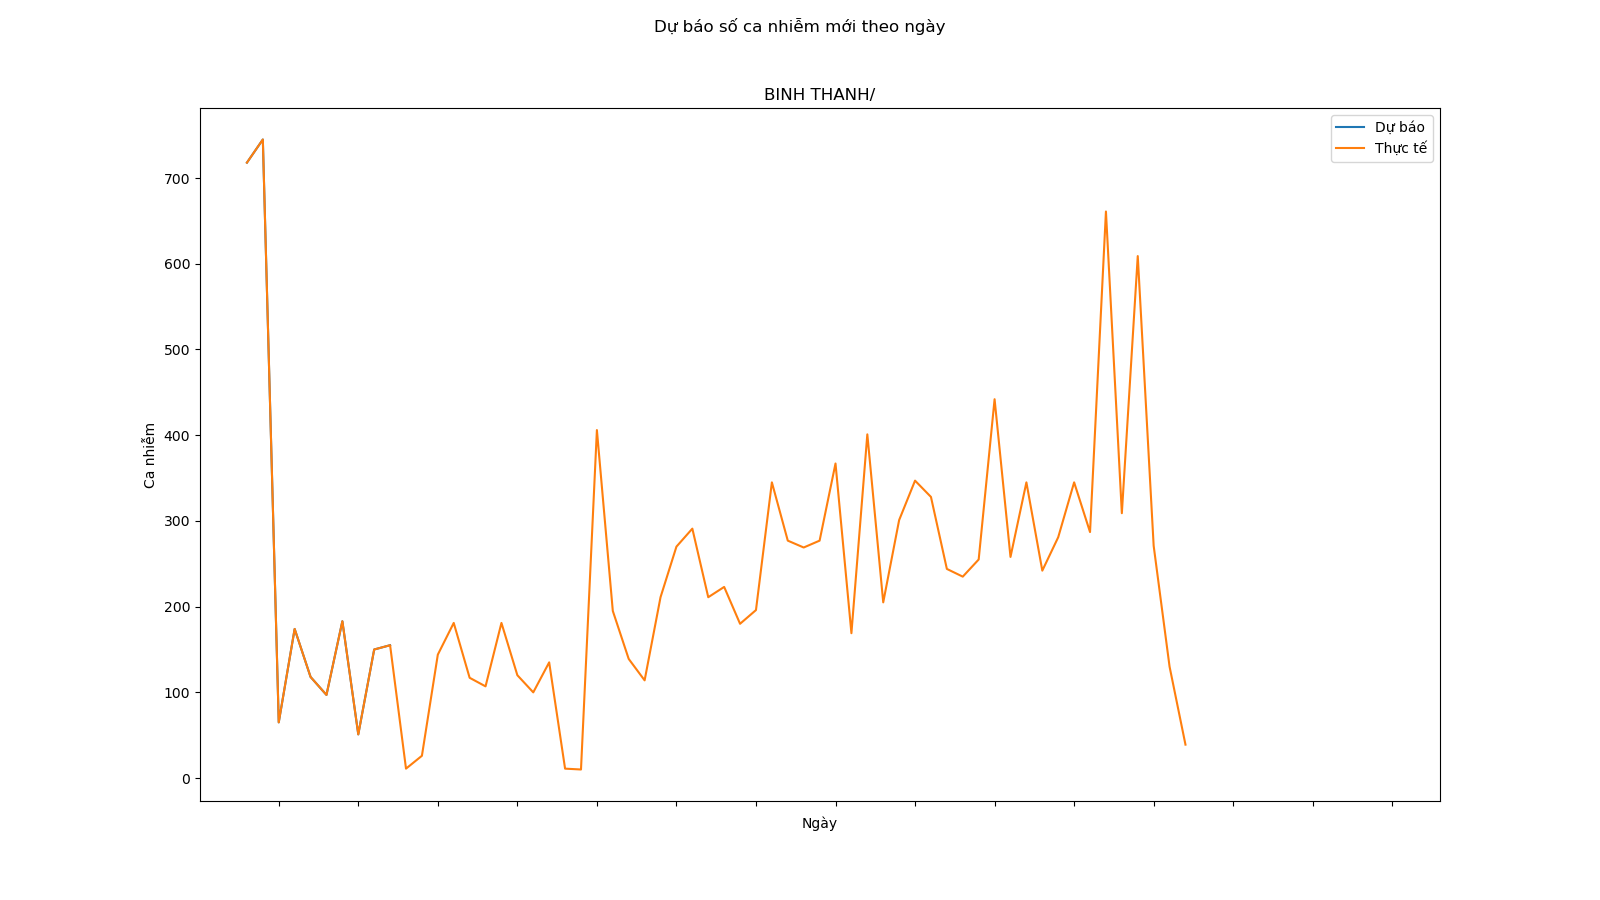 Dự báo số ca nhiễm mới theo ngày
BINH THANH/
Dự báo
Thực tế
700
600
500
400
300
200
100
0
Ca nhiễm
Ngày